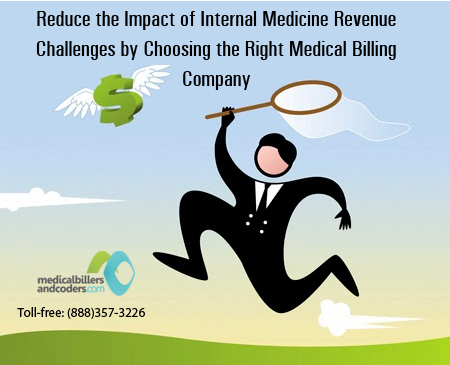 Reduce the Impact of Internal Medicine Revenue
Challenges by Choosing the Right Medical Billing
Company
$
medicalbillers
andcoders.com
Toll-free: (888)357-3226